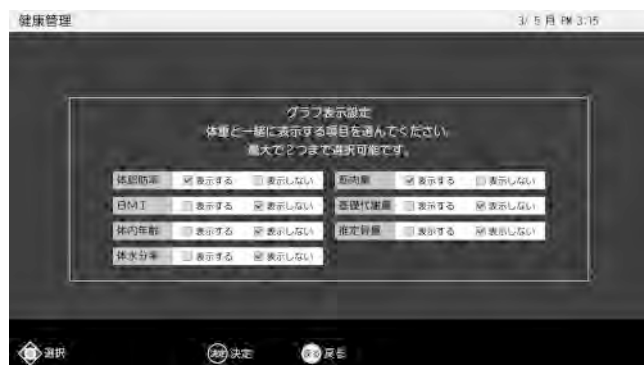 健康管理
3/ 5 月 PM 3:15
グラフ表示設定
体重と一緒に表示する項目を選んでください。
最大で2つまで選択可能です。
体脂肪率 表示する 表示しない 筋肉量 表示する 表示しない
BMI 表示する 表示しない 基礎代謝量 表示する 表示しない
体内年齢 表示する 表示しない 推定骨量 表示する 表示しない
体水分率 表示する 表示しない
選択 決定 決定 戻る 戻る